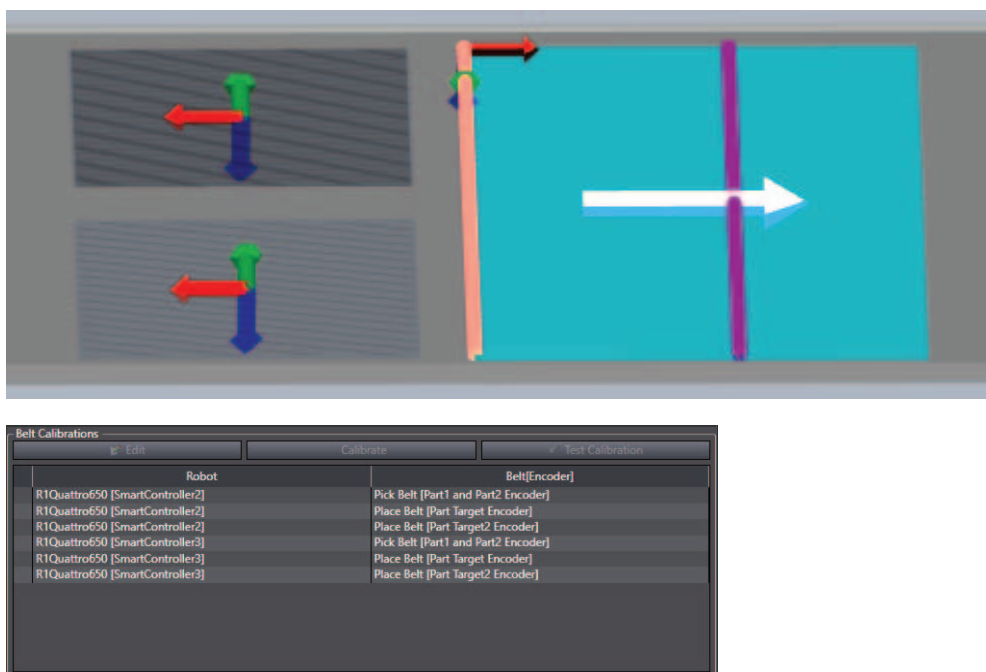 Belt Calibrations
Edit Calibrate Test Calibration
Robot Belt[Encoder]
R1Quattro650 [SmartController2] Pick Belt [Part1 and Part2 Encoder]
R1Quattro650 [SmartController2] Place Belt [Part Target Encoder]
R1Quattro650 [SmartController2] Place Belt [Part Target2 Encoder]
R1Quattro650 [SmartController3] Pick Belt [Part1 and Part2 Encoder]
R1Quattro650 [SmartController3] Place Belt [Part Target Encoder]
R1Quattro650 [SmartController3] Place Belt [Part Target2 Encoder]